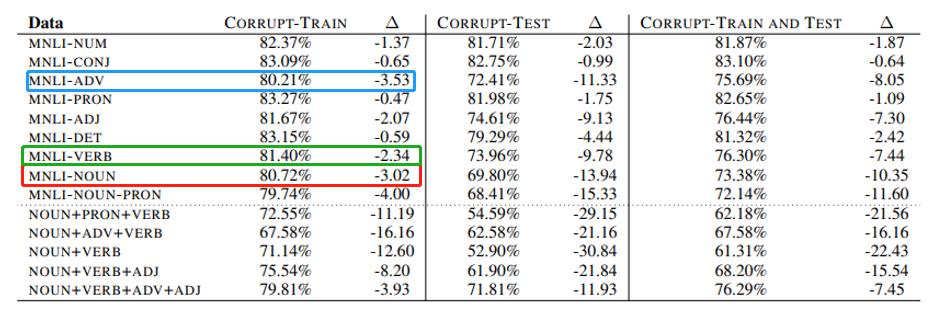 Data CORRUPT-TRAIN Δ CORRUPT-TEST Δ CORRUPT-TRAIN AND TEST Δ
MNLI-NUM 82.37% -1.37 81.71% -2.03 81.87% -1.87
MNLI-CONJ 83.09% -0.65 82.75% -0.99 83.10% -0.64
MNLI-ADV 80.21% -3.53 72.41% -11.33 75.69% -8.05
MNLI-PRON 83.27% -0.47 81.98% -1.75 82.65% -1.09
MNLI-ADJ 81.67% -2.07 74.61% -9.13 76.44% -7.30
MNLI-DET 83.15% -0.59 79.29% -4.44 81.32% -2.42
MNLI-VERB 81.40% -2.34 73.96% -9.78 76.30% -7.44
MNLI-NOUN 80.72% -3.02 69.80% -13.94 73.38% -10.35
MNLI-NOUN-PRON 79.74% -4.00 68.41% -15.33 72.14% -11.60
NOUN+PRON+VERB 72.55% -11.19 54.59% -29.15 62.18% -21.56
NOUN+ADV+VERB 67.58% -16.16 62.58% -21.16 67.58% -16.16
NOUN+VERB 71.14% -12.60 52.90% -30.84 61.31% -22.43
NOUN+VERB+ADJ 75.54% -8.20 61.90% -21.84 68.20% -15.54
NOUN+VERB+ADV+ADJ 79.81% -3.93 71.81% -11.93 76.29% -7.45